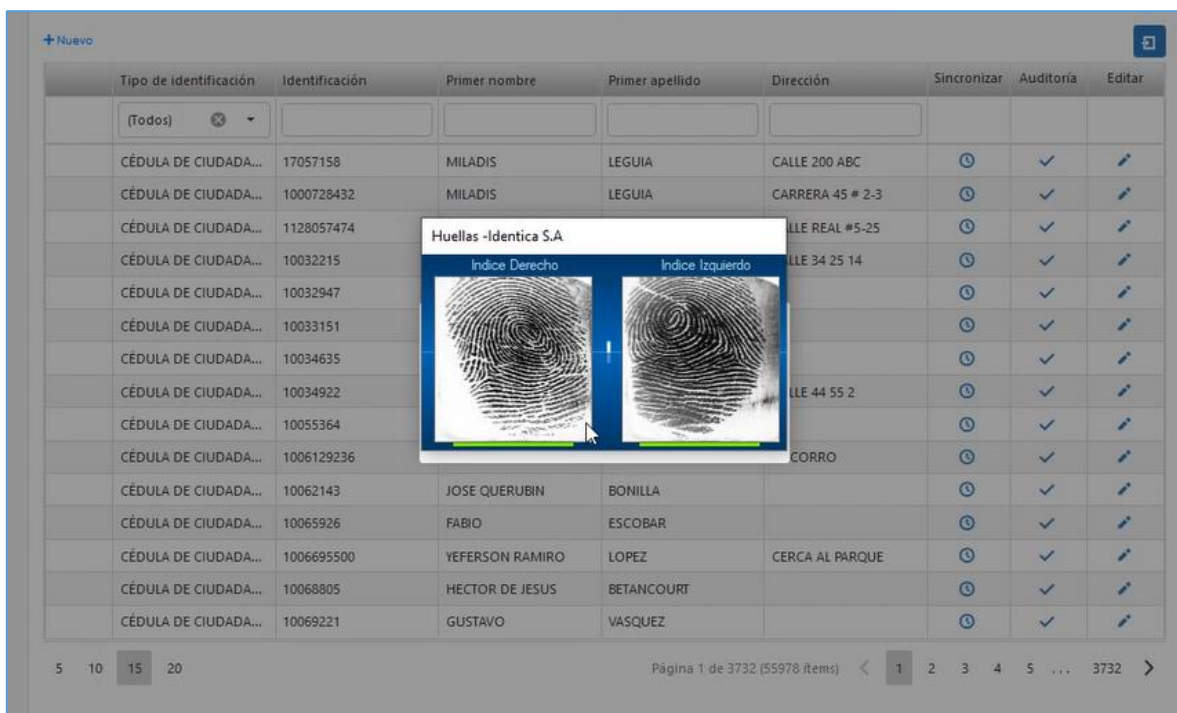 + Nuevo
Tipo de identificación Identificación Primer nombre Primer apellido Dirección Sincronizar Auditoría Editar
(Todos)
CÉDULA DE CIUDADA... 17057158 MILADIS LEGUIA CALLE 200 ABC
CÉDULA DE CIUDADA... 1000728432 MILADIS LEGUIA CARRERA 45 # 2-3
CÉDULA DE CIUDADA... 1128057474 LLE REAL #5-25
Huellas -Identica S.A
Indice Derecho Indice Izquierdo
CÉDULA DE CIUDADA... 10032215 LLE 34 25 14
CÉDULA DE CIUDADA... 10032947
CÉDULA DE CIUDADA... 10033151
CÉDULA DE CIUDADA... 10034635
CÉDULA DE CIUDADA... 10034922 LLE 44 55 2
CÉDULA DE CIUDADA... 10055364
CÉDULA DE CIUDADA... 1006129236 CORRO
CÉDULA DE CIUDADA... 10062143 JOSE QUERUBIN BONILLA
CÉDULA DE CIUDADA... 10065926 FABIO ESCOBAR
CÉDULA DE CIUDADA... 1006695500 YEFERSON RAMIRO LOPEZ CERCA AL PARQUE
CÉDULA DE CIUDADA... 10068805 HECTOR DE JESUS BETANCOURT
CÉDULA DE CIUDADA... 10069221 GUSTAVO VASQUEZ
5 10 15 20 Página 1 de 3732 (55978 ítems) 1 2 3 4 5 ... 3732